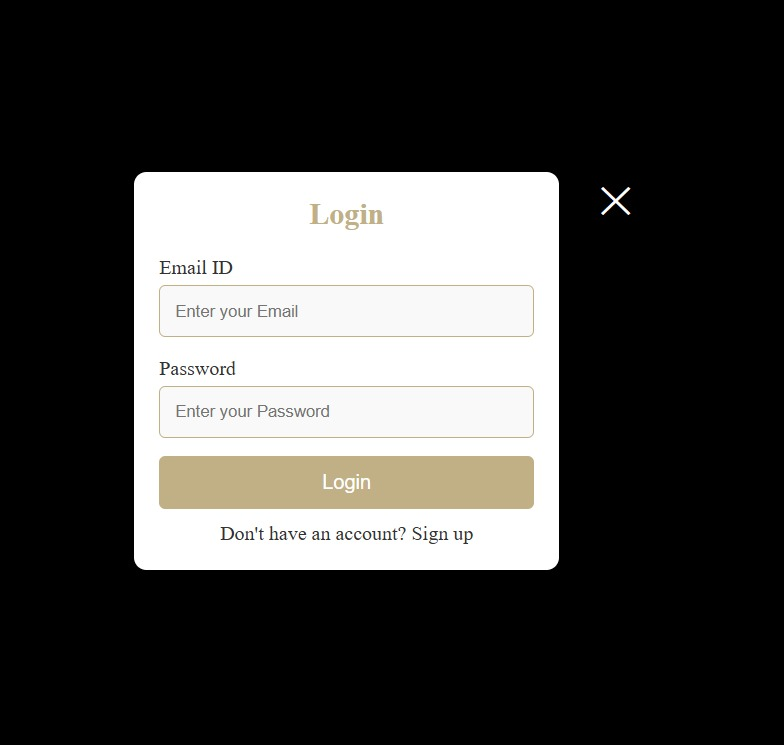 Login
Email ID
Enter your Email
Password
Enter your Password
Login
Don't have an account? Sign up